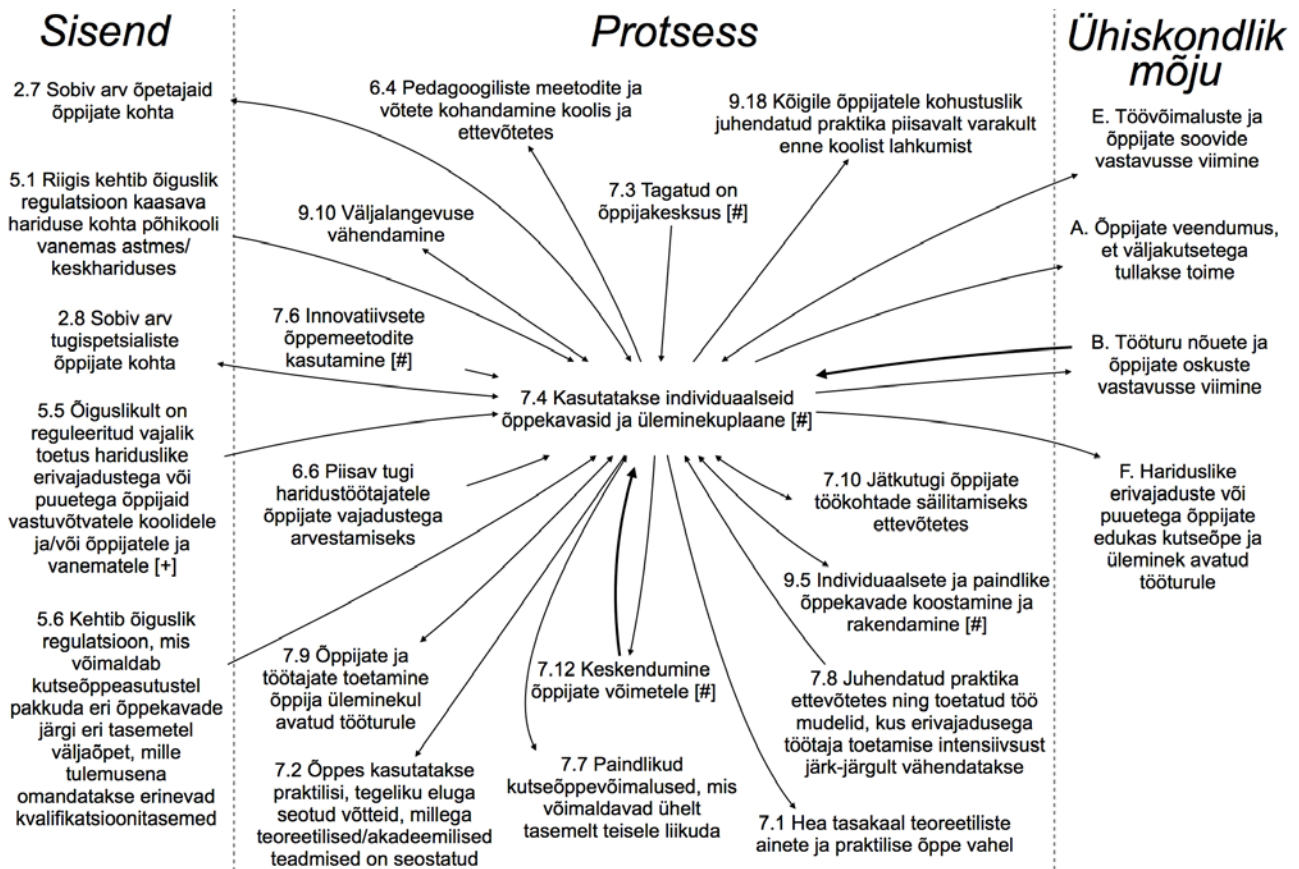 Sisend
2.7 Sobiv arv õpetajaid
õppijate kohta
5.1 Riigis kehtib õiguslik
regulatsioon kaasava
hariduse kohta põhikooli
vanemas astmes/
keskhariduses
2.8 Sobiv arv
tugispetsialiste
õppijate kohta
5.5 Õiguslikult on
reguleeritud vajalik
toetus hariduslike
erivajadustega või
puuetega õppijaid
vastuvõtvatele koolidele
ja/või õppijatele ja
vanematele [+]
5.6 Kehtib õiguslik
regulatsioon, mis
võimaldab
kutseõppeasutustel
pakkuda eri õppekavade
järgi eri tasemetel
väljaõpet, mille
tulemusena
omandatakse erinevad
kvalifikatsioonitasemed
Protsess
6.4 Pedagoogiliste meetodite ja
võtete kohandamine koolis ja
ettevõtetes
9.18 Kõigile õppijatele kohustuslik
juhendatud praktika piisavalt varakult
enne koolist lahkumist
7.3 Tagatud on
õppijakesksus [#]
9.10 Väljalangevuse
vähendamine
7.6 Innovatiivsete
õppemeetodite
kasutamine [#]
7.4 Kasutatakse individuaalseid
õppekavasid ja üleminekuplaane [#]
6.6 Piisav tugi
haridustöötajatele
õppijate vajadustega
arvestamiseks
7.10 Jätkutugi õppijate
töökohtade säilitamiseks
ettevõtetes
9.5 Individuaalsete ja paindlike
õppekavade koostamine ja
rakendamine [#]
7.9 Õppijate ja
töötajate toetamine
õppija üleminekul
avatud tööturule
7.12 Keskendumine
õppijate võimetele [#]
7.8 Juhendatud praktika
ettevõtetes ning toetatud töö
mudelid, kus erivajadusega
töötaja toetamise intensiivsust
järk-järgult vähendatakse
7.2 Õppes kasutatakse
praktilisi, tegeliku eluga
seotud võtteid, millega
teoreetilised/akadeemilised
teadmised on seostatud
7.7 Paindlikud
kutseõppevõimalused, mis
võimaldavad ühelt
tasemelt teisele liikuda
7.1 Hea tasakaal teoreetiliste
ainete ja praktilise õppe vahel
Ühiskondlik
mõju
E. Töövõimaluste ja
õppijate soovide
vastavusse viimine
A. Õppijate veendumus,
et väljakutsetega
tullakse toime
B. Tööturu nõuete ja
õppijate oskuste
vastavusse viimine
F. Hariduslike
erivajaduste või
puuetega õppijate
edukas kutseõpe ja
üleminek avatud
tööturule